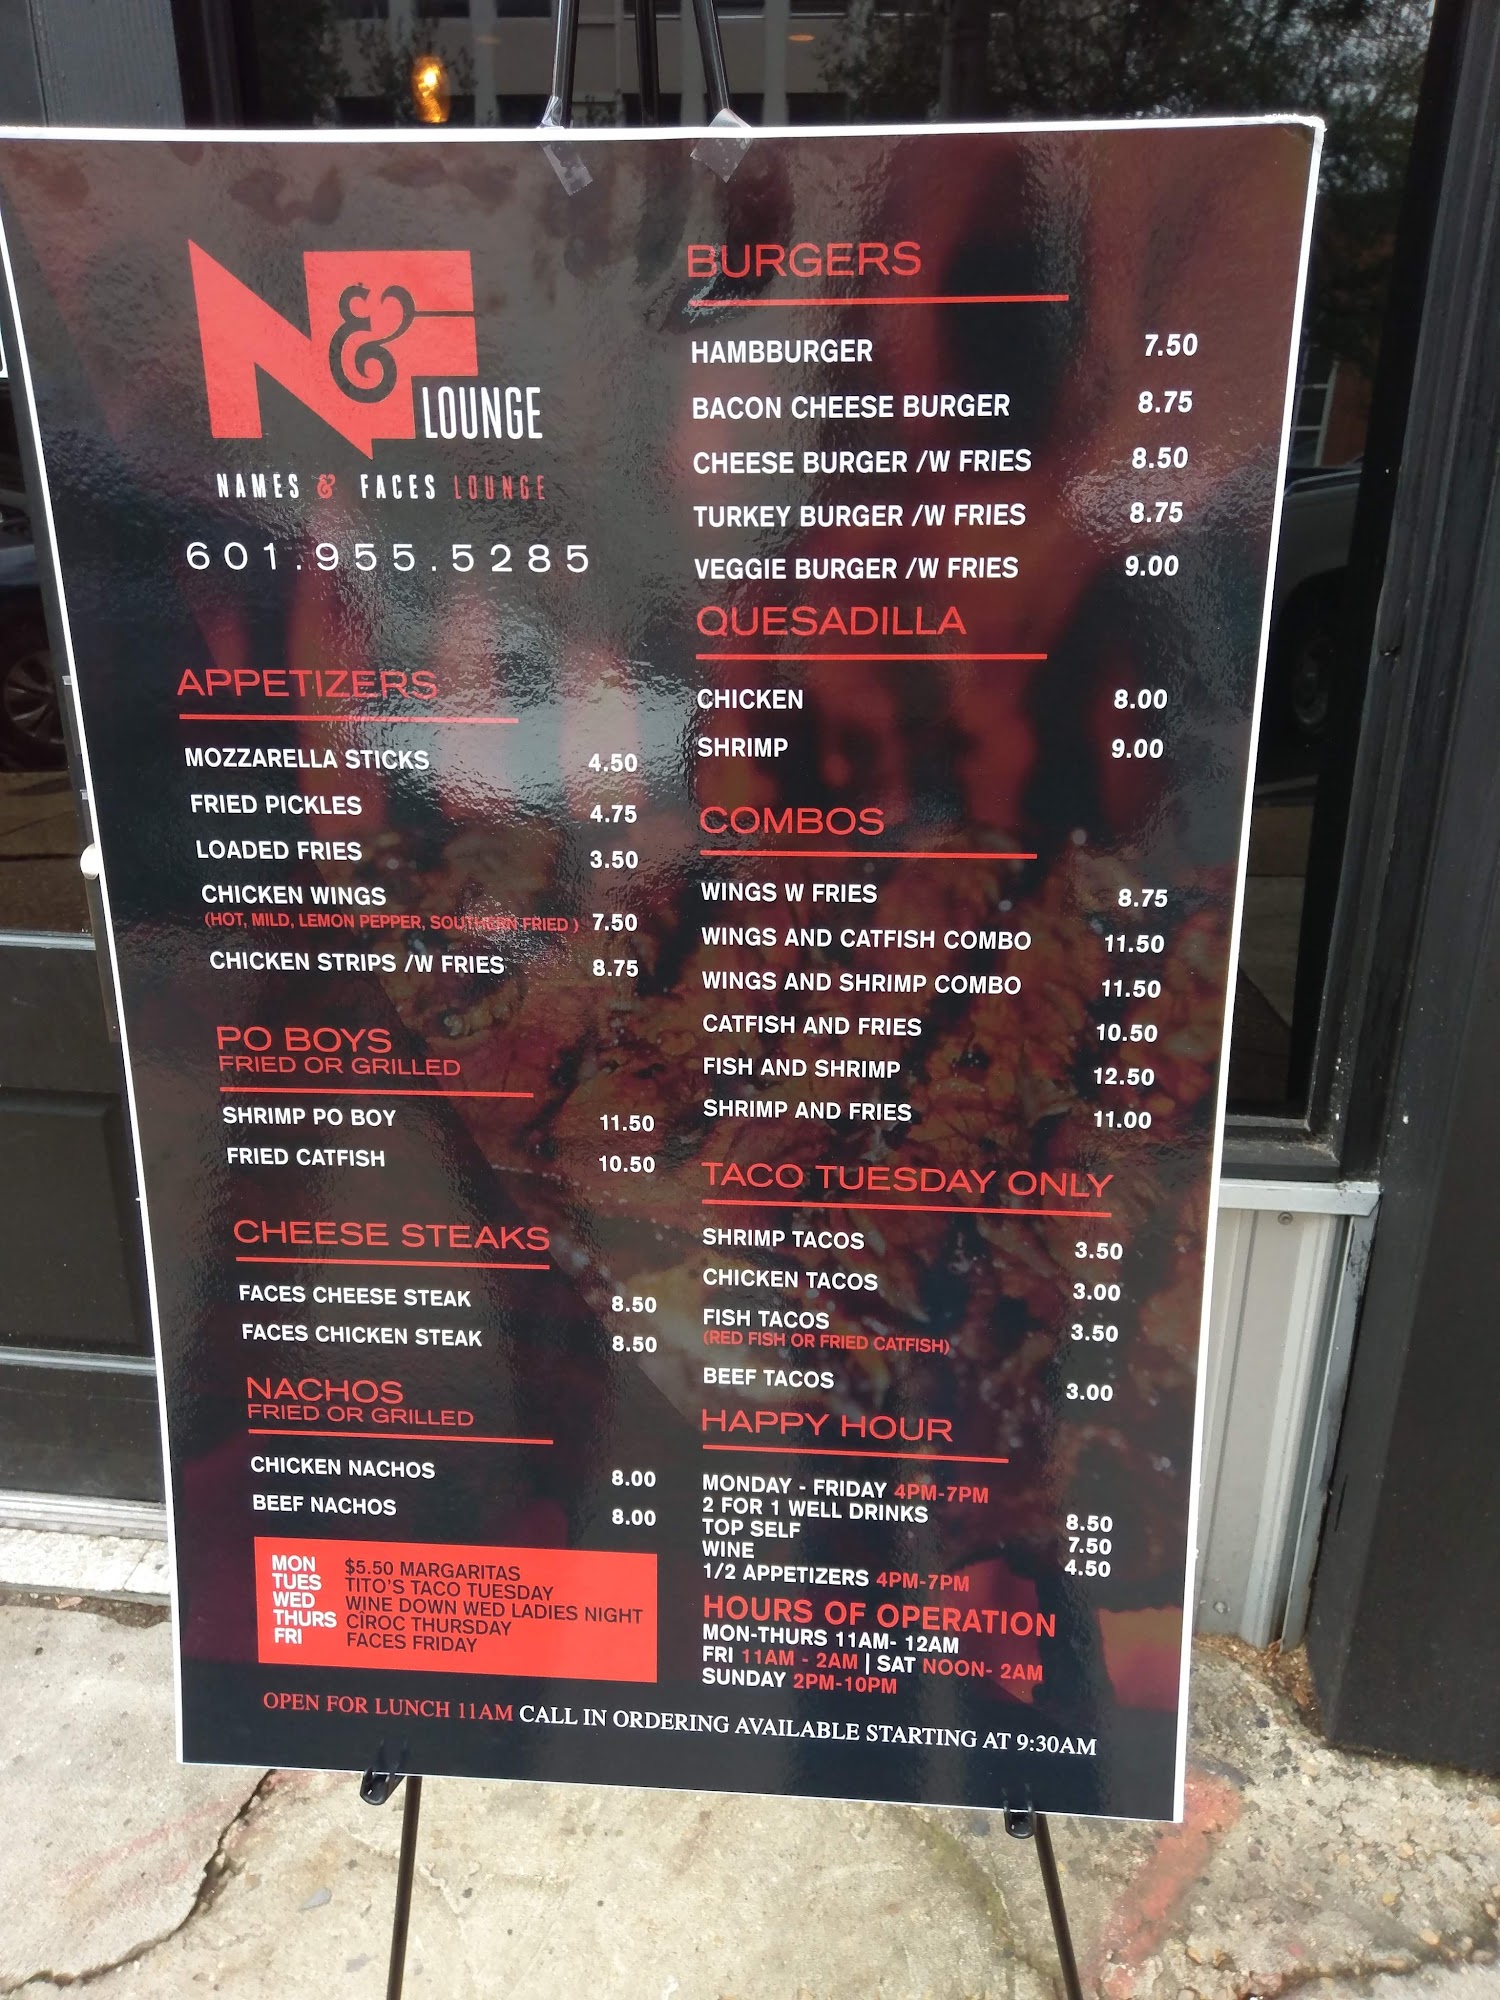 N&F
LOUNGE
NAMES & FACES LOUNGE
601.955.5285
APPETIZERS
MOZZARELLA STICKS 4.50
FRIED PICKLES 4.75
LOADED FRIES 3.50
CHICKEN WINGS
(HOT, MILD, LEMON PEPPER, SOUTHERN FRIED ) 7.50
CHICKEN STRIPS /W FRIES 8.75
PO BOYS
FRIED OR GRILLED
SHRIMP PO BOY 11.50
FRIED CATFISH 10.50
CHEESE STEAKS
FACES CHEESE STEAK 8.50
FACES CHICKEN STEAK 8.50
NACHOS
FRIED OR GRILLED
CHICKEN NACHOS 8.00
BEEF NACHOS 8.00
MON $5.50 MARGARITAS
TUES TITO'S TACO TUESDAY
WED WINE DOWN WED LADIES NIGHT
THURS CÎROC THURSDAY
FRI FACES FRIDAY
BURGERS
HAMBBURGER 7.50
BACON CHEESE BURGER 8.75
CHEESE BURGER /W FRIES 8.50
TURKEY BURGER /W FRIES 8.75
VEGGIE BURGER /W FRIES 9.00
QUESADILLA
CHICKEN 8.00
SHRIMP 9.00
COMBOS
WINGS W FRIES 8.75
WINGS AND CATFISH COMBO 11.50
WINGS AND SHRIMP COMBO 11.50
CATFISH AND FRIES 10.50
FISH AND SHRIMP 12.50
SHRIMP AND FRIES 11.00
TACO TUESDAY ONLY
SHRIMP TACOS 3.50
CHICKEN TACOS 3.00
FISH TACOS 3.50
(RED FISH OR FRIED CATFISH)
BEEF TACOS 3.00
HAPPY HOUR
MONDAY - FRIDAY 4PM-7PM
2 FOR 1 WELL DRINKS 8.50
TOP SELF 7.50
WINE 4.50
1/2 APPETIZERS 4PM-7PM
HOURS OF OPERATION
MON-THURS 11AM- 12AM
FRI 11AM - 2AM | SAT NOON- 2AM
SUNDAY 2PM-10PM
OPEN FOR LUNCH 11AM CALL IN ORDERING AVAILABLE STARTING AT 9:30AM